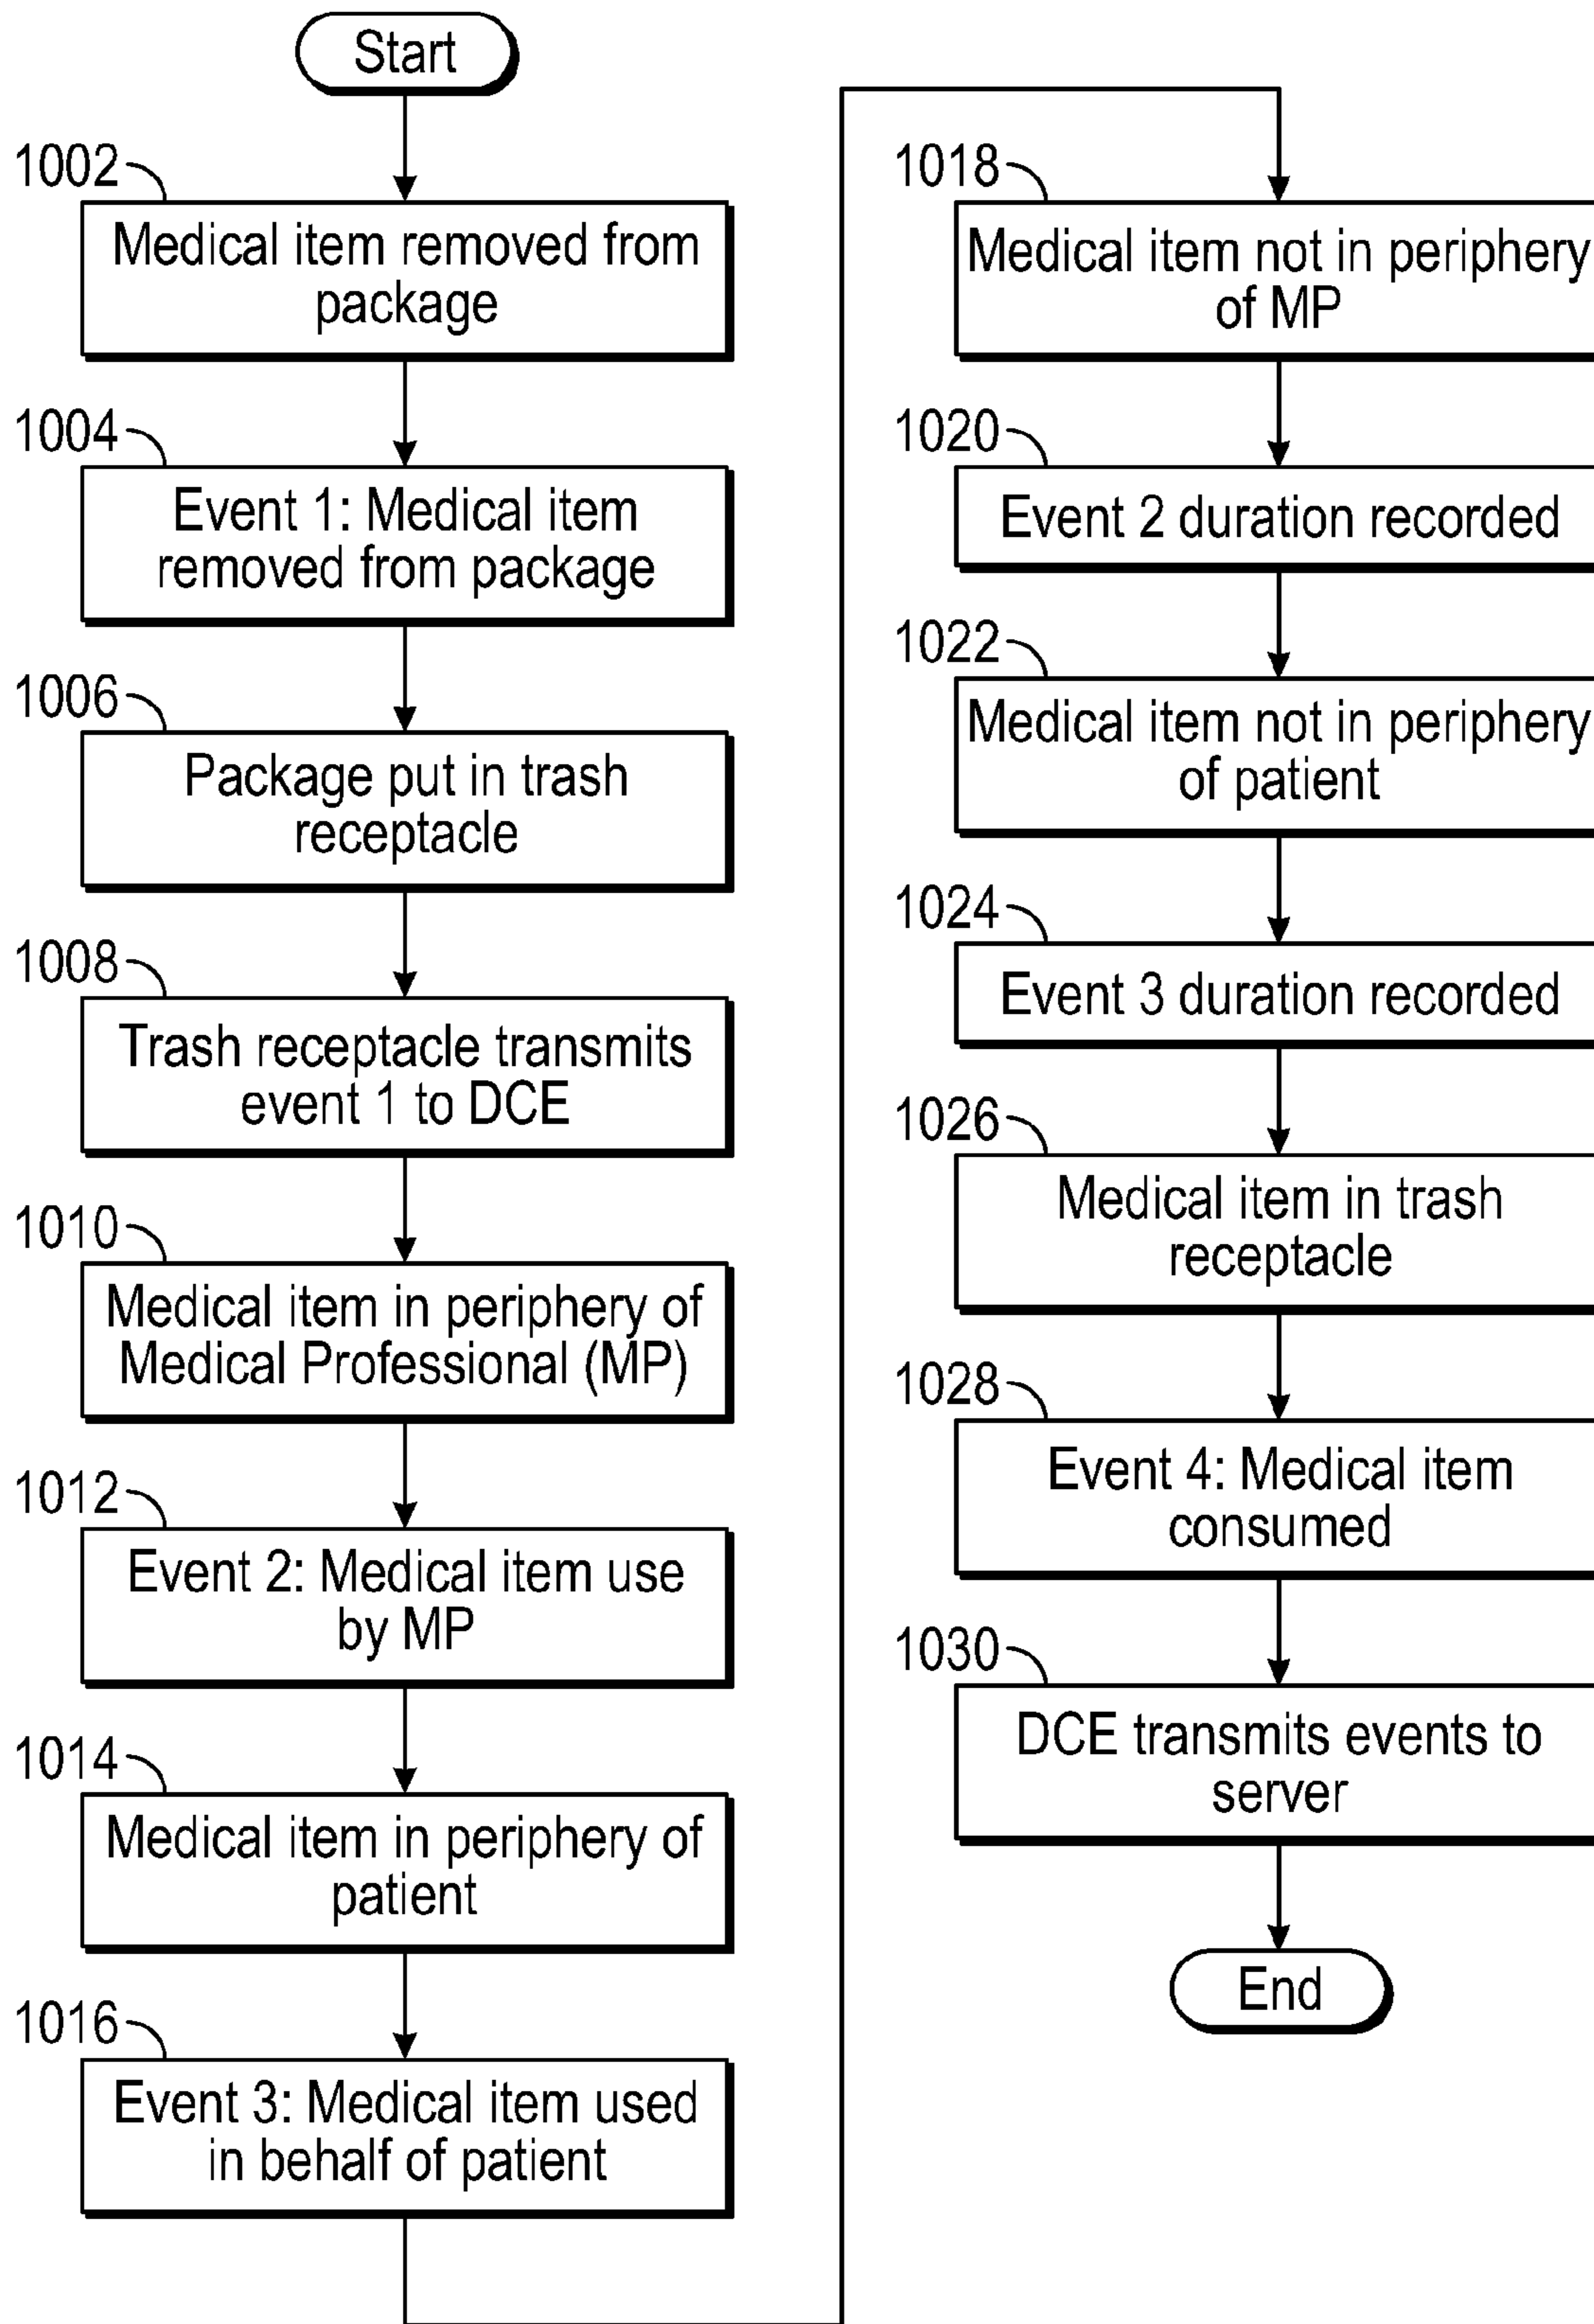 Start
1002
Medical item removed from
package
1004
Event 1: Medical item
removed from package
1006
Package put in trash
receptacle
1008
Trash receptacle transmits
event 1 to DCE
1010
Medical item in periphery of
Medical Professional (MP)
1012
Event 2: Medical item use
by MP
1014
Medical item in periphery of
patient
1016
Event 3: Medical item used
in behalf of patient
1018
Medical item not in periphery
of MP
1020
Event 2 duration recorded
1022
Medical item not in periphery
of patient
1024
Event 3 duration recorded
1026
Medical item in trash
receptacle
1028
Event 4: Medical item
consumed
1030
DCE transmits events to
server
End